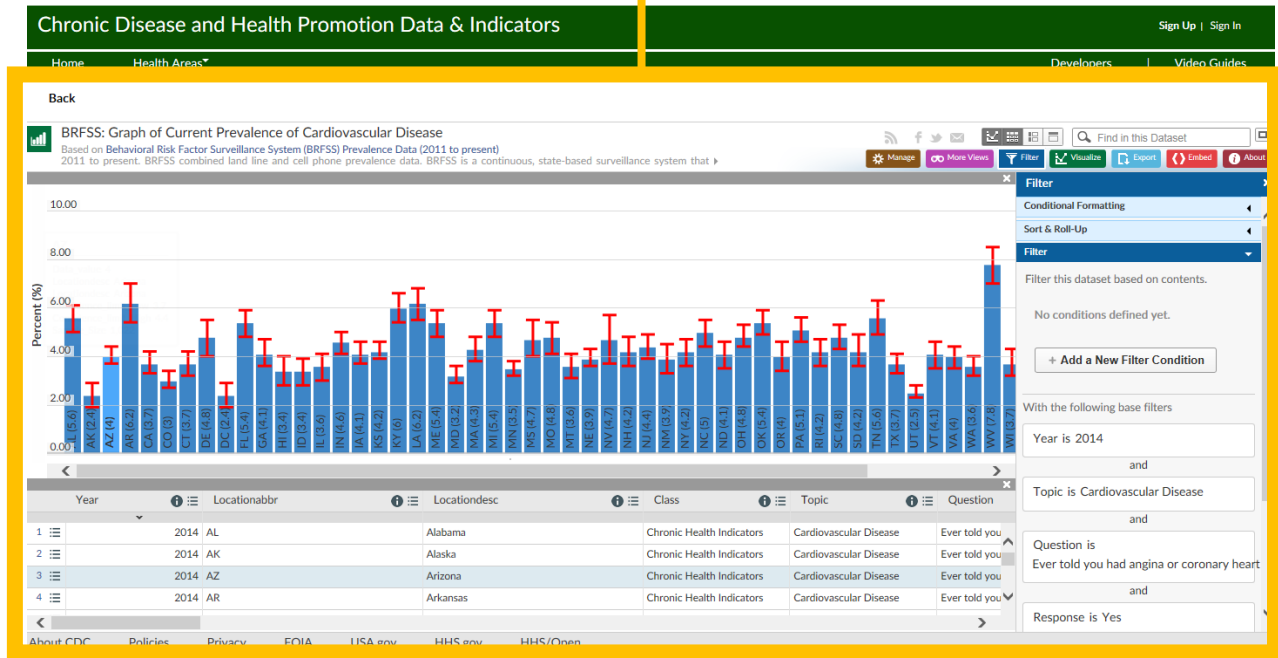 Chronic Disease and Health Promotion Data & Indicators
Sign Up | Sign In
Home Health Areas Developers | Video Guides
Back
BRFSS: Graph of Current Prevalence of Cardiovascular Disease
Based on Behavioral Risk Factor Surveillance System (BRFSS) Prevalence Data (2011 to present)
2011 to present. BRFSS combined land line and cell phone prevalence data. BRFSS is a continuous, state-based surveillance system that
Find in this Dataset
Manage More Views Filter Visualize Export Embed About
Percent (%)
10.00
8.00
6.00
4.00
2.00
0.00
AL (5.6)
AK (2.4)
AZ (4)
AR (6.2)
CA (3.7)
CO (3)
CT (3.7)
DE (4.8)
DC (2.4)
FL (5.4)
GA (4.1)
HI (3.4)
ID (3.4)
IL (3.6)
IN (4.6)
IA (4.1)
KS (4.2)
KY (6)
LA (6.2)
ME (5.4)
MD (3.2)
MA (4.3)
MI (5.4)
MN (3.5)
MS (4.7)
MO (4.8)
MT (3.6)
NE (3.9)
NV (4.7)
NH (4.2)
NJ (4.4)
NM (3.9)
NY (4.2)
NC (5)
ND (4.1)
OH (4.8)
OK (5.4)
OR (4)
PA (5.1)
RI (4.2)
SC (4.8)
SD (4.2)
TN (5.6)
TX (3.7)
UT (2.5)
VT (4.1)
VA (4)
WA (3.6)
WV (7.8)
WI (3.7)
Filter
Conditional Formatting
Sort & Roll-Up
Filter
Filter this dataset based on contents.
No conditions defined yet.
+ Add a New Filter Condition
With the following base filters
Year is 2014
and
Topic is Cardiovascular Disease
and
Question is
Ever told you had angina or coronary heart
and
Response is Yes
Year Locationabbr Locationdesc Class Topic Question
1 2014 AL Alabama Chronic Health Indicators Cardiovascular Disease Ever told you
2 2014 AK Alaska Chronic Health Indicators Cardiovascular Disease Ever told you
3 2014 AZ Arizona Chronic Health Indicators Cardiovascular Disease Ever told you
4 2014 AR Arkansas Chronic Health Indicators Cardiovascular Disease Ever told you
About CDC Policies Privacy FOIA USA.gov HHS.gov HHS/Open